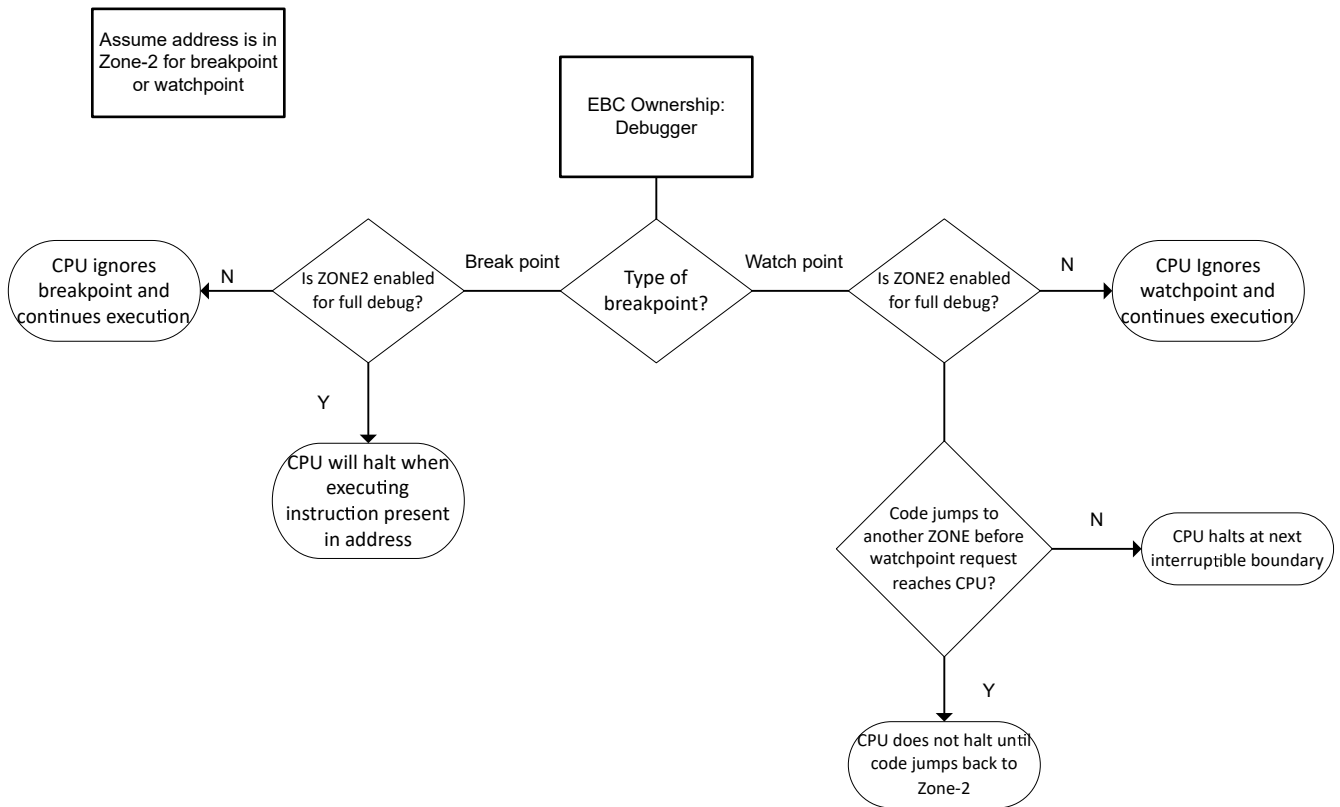 Assume address is in
Zone-2 for breakpoint
or watchpoint
EBC Ownership:
Debugger
CPU ignores
breakpoint and
continues execution
N
Is ZONE2 enabled
for full debug?
Break point
Type of
breakpoint?
Watch point
Is ZONE2 enabled
for full debug?
N
CPU Ignores
watchpoint and
continues execution
Y
CPU will halt when
executing
instruction present
in address
Code jumps to
another ZONE before
watchpoint request
reaches CPU?
N
CPU halts at next
interruptible boundary
Y
CPU does not halt until
code jumps back to
Zone-2